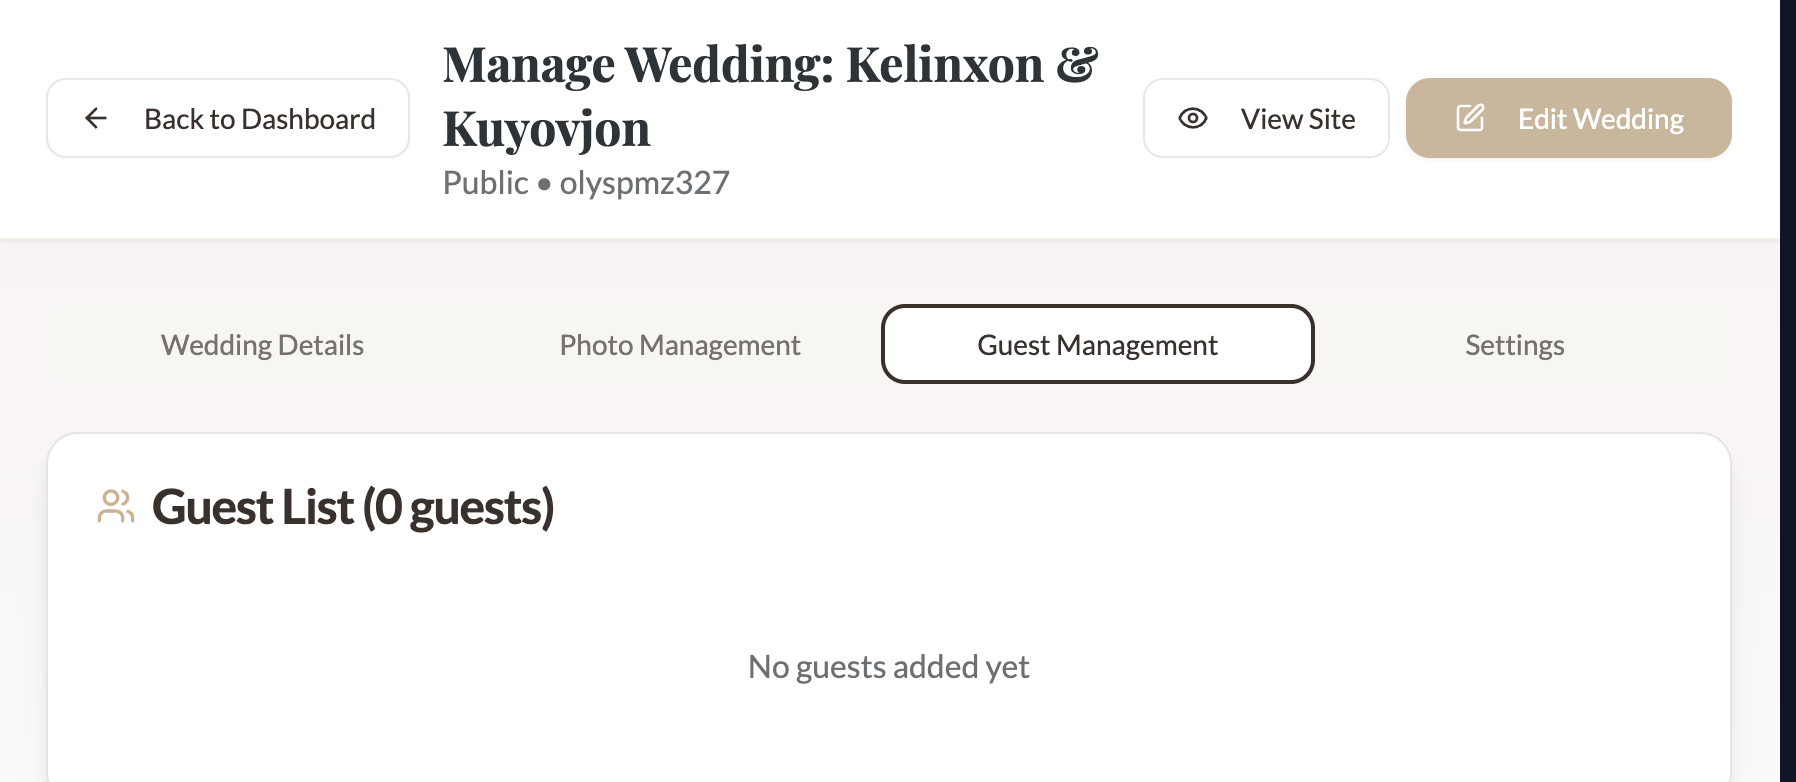 Back to Dashboard
Manage Wedding: Kelinxon &
Kuyovjon
Public • olyspmz327
View Site
Edit Wedding
Wedding Details
Photo Management
Guest Management
Settings
Guest List (0 guests)
No guests added yet